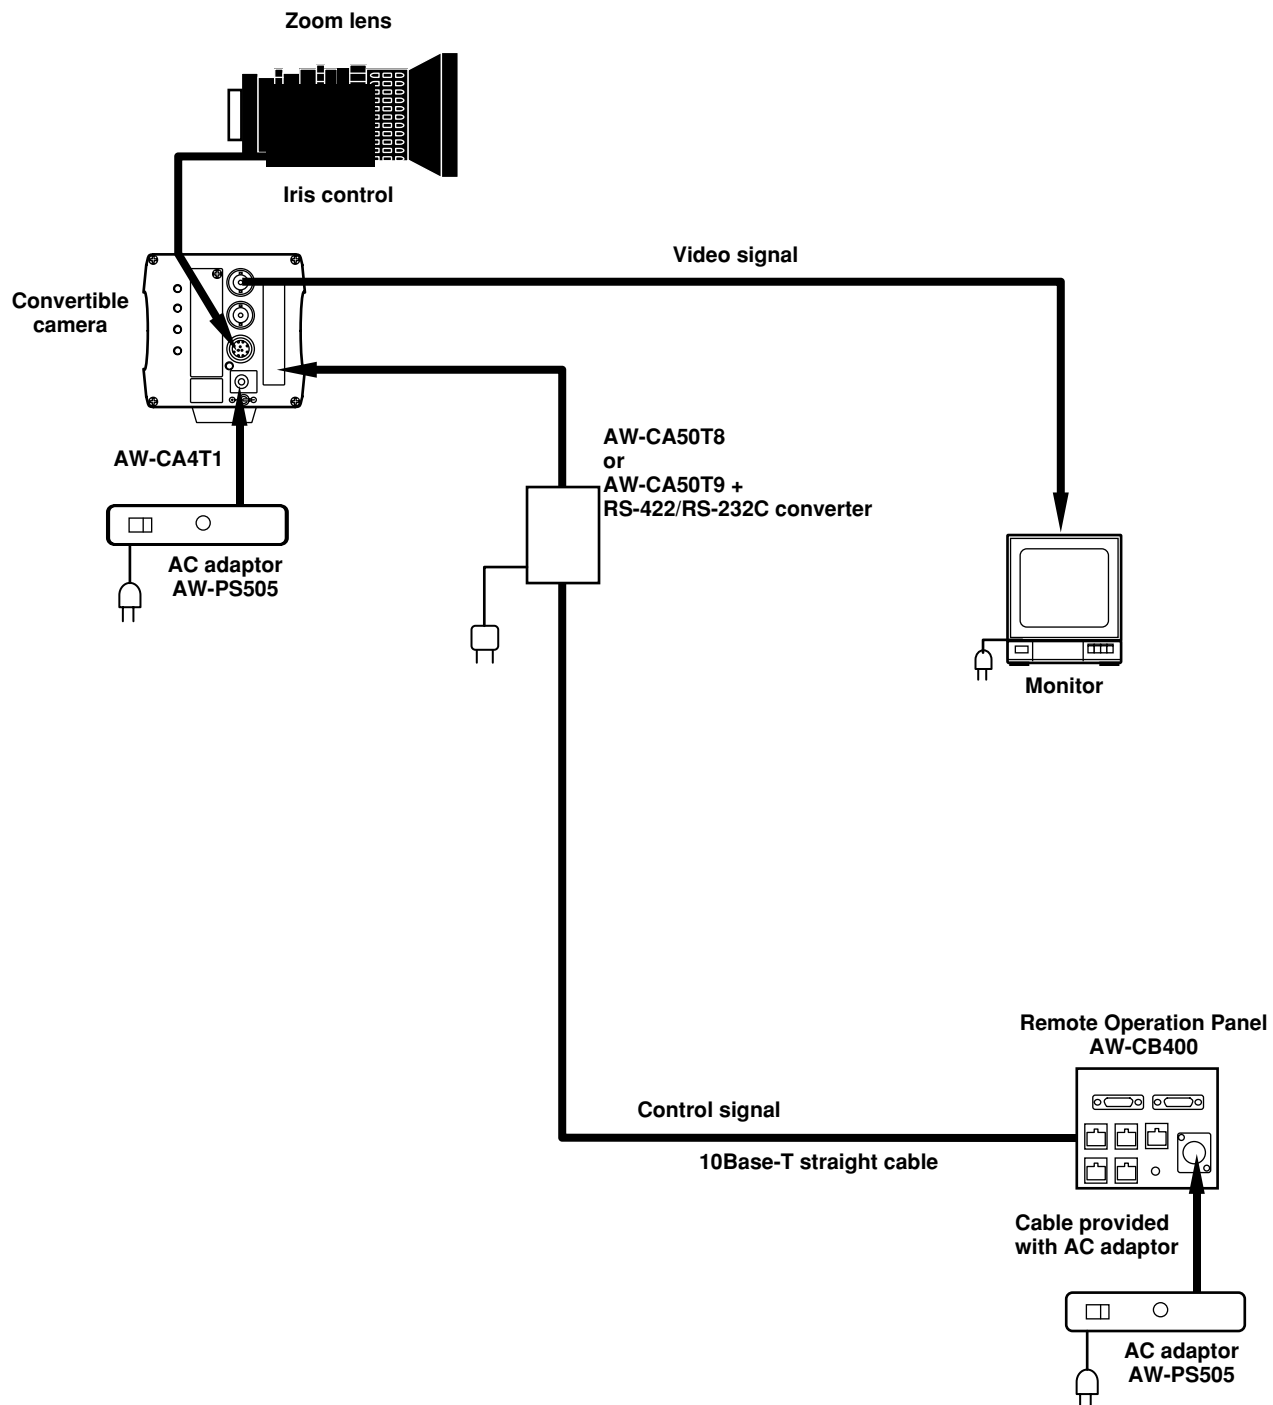 Zoom lens
Iris control
Video signal
Convertible
camera
AW-CA4T1
AC adaptor
AW-PS505
AW-CA50T8
or
AW-CA50T9 +
RS-422/RS-232C converter
Monitor
Remote Operation Panel
AW-CB400
Control signal
10Base-T straight cable
Cable provided
with AC adaptor
AC adaptor
AW-PS505